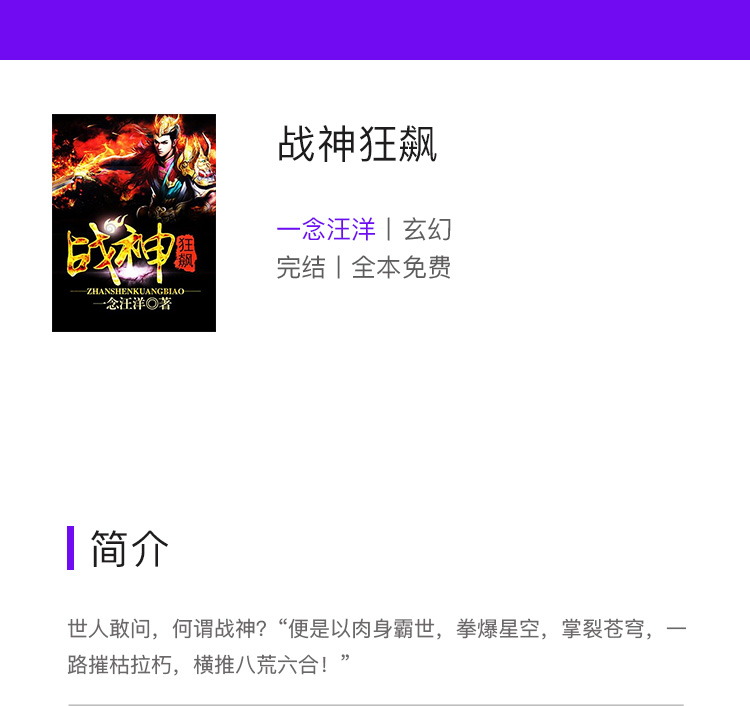 战神狂飙
一念汪洋丨玄幻
完结丨全本免费
战神
狂飙
ZHANSHENKUANGBIAO
一念汪洋◎著
简介
世人敢问，何谓战神？“便是以肉身霸世，拳爆星空，掌裂苍穹，一
路摧枯拉朽，横推八荒六合！”